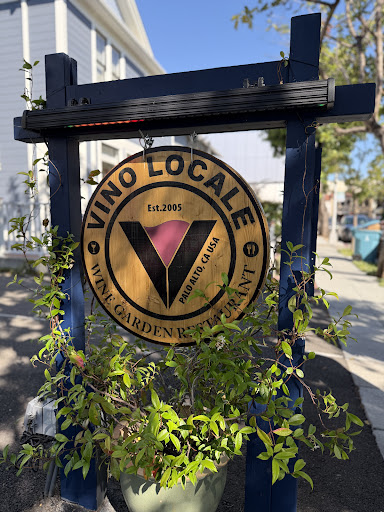 VINO LOCALE
Est.2005
PALO ALTO, CA USA
WINE GARDEN RESTAURANT